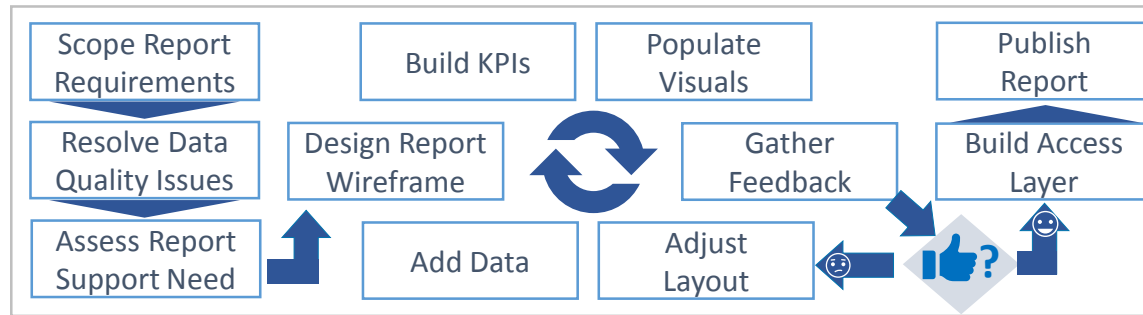 Scope Report
Requirements
Resolve Data
Quality Issues
Assess Report
Support Need
Design Report
Wireframe
Build KPIs
Populate
Visuals
Gather
Feedback
Adjust
Layout
Add Data
?
Build Access
Layer
Publish
Report